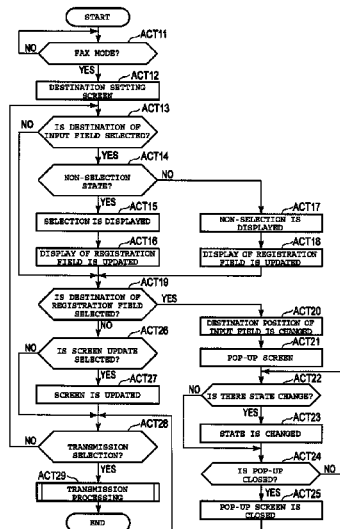 START
ACT11
FAX MODE?
NO
YES
ACT12
DESTINATION SETTING
SCREEN
ACT13
NO
IS DESTINATION OF
INPUT FIELD SELECTED?
YES
ACT14
NON-SELECTION
STATE?
NO
YES
ACT15
SELECTION IS DISPLAYED
ACT16
DISPLAY OF REGISTRATION
FIELD IS UPDATED
ACT17
NON-SELECTION IS
DISPLAYED
ACT18
DISPLAY OF REGISTRATION
FIELD IS UPDATED
ACT19
IS DESTINATION OF
REGISTRATION FIELD
SELECTED?
YES
NO
ACT20
DESTINATION POSITION OF
INPUT FIELD IS CHANGED
ACT21
POP-UP SCREEN
ACT22
NO
IS THERE STATE CHANGE?
YES
ACT23
STATE IS CHANGED
ACT24
IS POP-UP
CLOSED?
NO
YES
ACT25
POP-UP SCREEN IS
CLOSED
ACT26
NO
IS SCREEN UPDATE
SELECTED?
YES
ACT27
SCREEN IS UPDATED
ACT28
NO
TRANSMISSION
SELECTION?
YES
ACT29
TRANSMISSION
PROCESSING
END